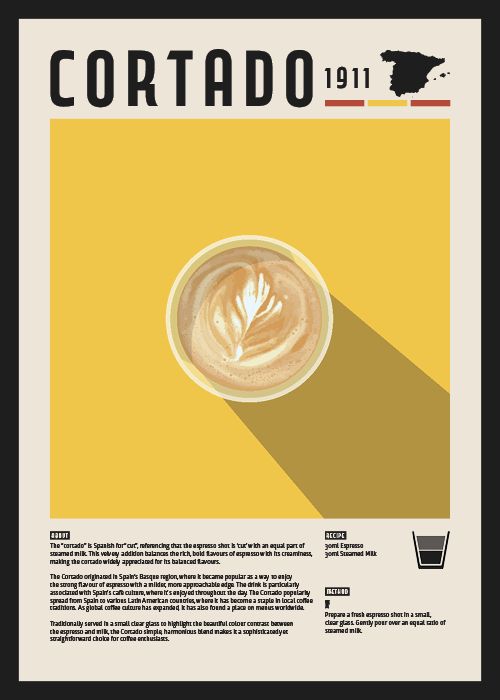 CORTADO
1911
ABOUT
The "cortado" is Spanish for "cut", referencing that the espresso shot is 'cut' with an equal part of
steamed milk. This velvety addition balances the rich, bold flavours of espresso with its creaminess,
making the cortado widely appreciated for its balanced flavours.
The Cortado originated in Spain's Basque region, where it became popular as a way to enjoy
the strong flavour of espresso with a milder, more approachable edge. The drink is particularly
associated with Spain's café culture, where it's enjoyed throughout the day. The Cortado popularity
spread from Spain to various Latin American countries, where it has become a staple in local coffee
traditions. As global coffee culture has expanded, it has also found a place on menus worldwide.
Traditionally served in a small clear glass to highlight the beautiful colour contrast between
the espresso and milk, the Cortado simple, harmonious blend makes it a sophisticated yet
straightforward choice for coffee enthusiasts.
RECIPE
30ml Espresso
30ml Steamed Milk
METHOD
Prepare a fresh espresso shot in a small,
clear glass. Gently pour over an equal ratio of
steamed milk.